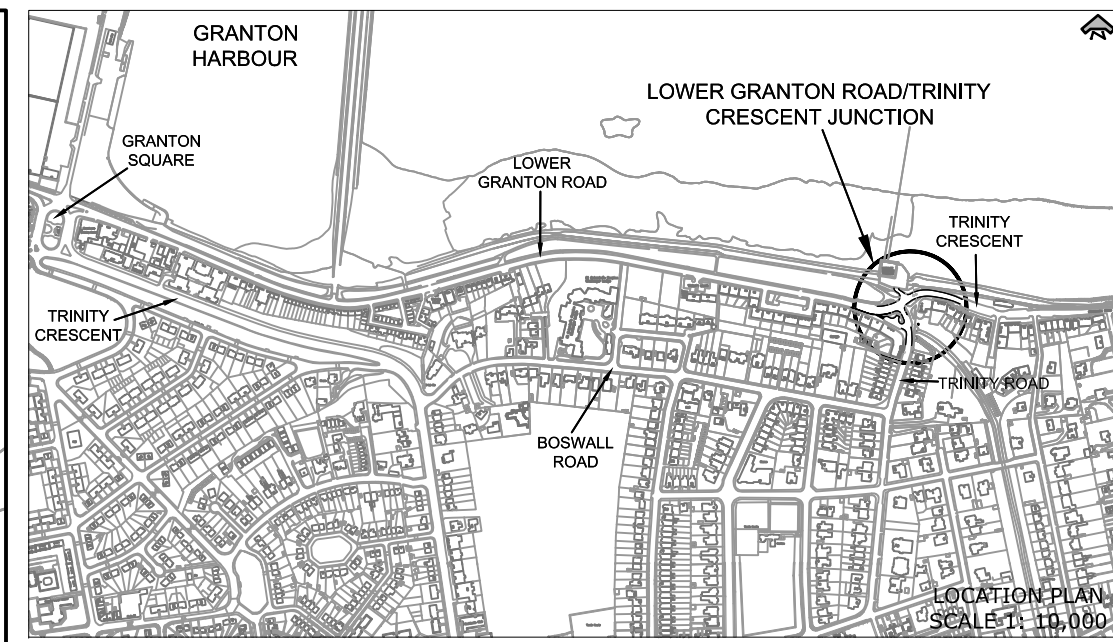 GRANTON
HARBOUR
LOWER GRANTON ROAD/TRINITY
CRESCENT JUNCTION
GRANTON
SQUARE
LOWER
GRANTON ROAD
TRINITY
CRESCENT
TRINITY
CRESCENT
TRINITY ROAD
BOSWALL
ROAD
LOCATION PLAN
SCALE 1: 10,000